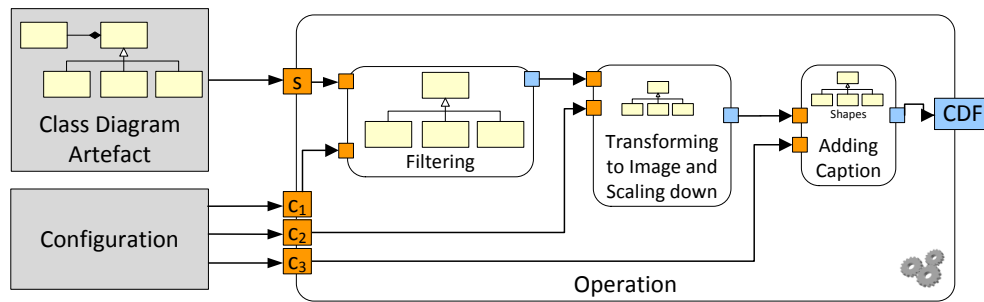 Class Diagram
Artefact
Configuration
S
C1
C2
C3
Filtering
Transforming
to Image and
Scaling down
Shapes
Adding
Caption
CDF
Operation